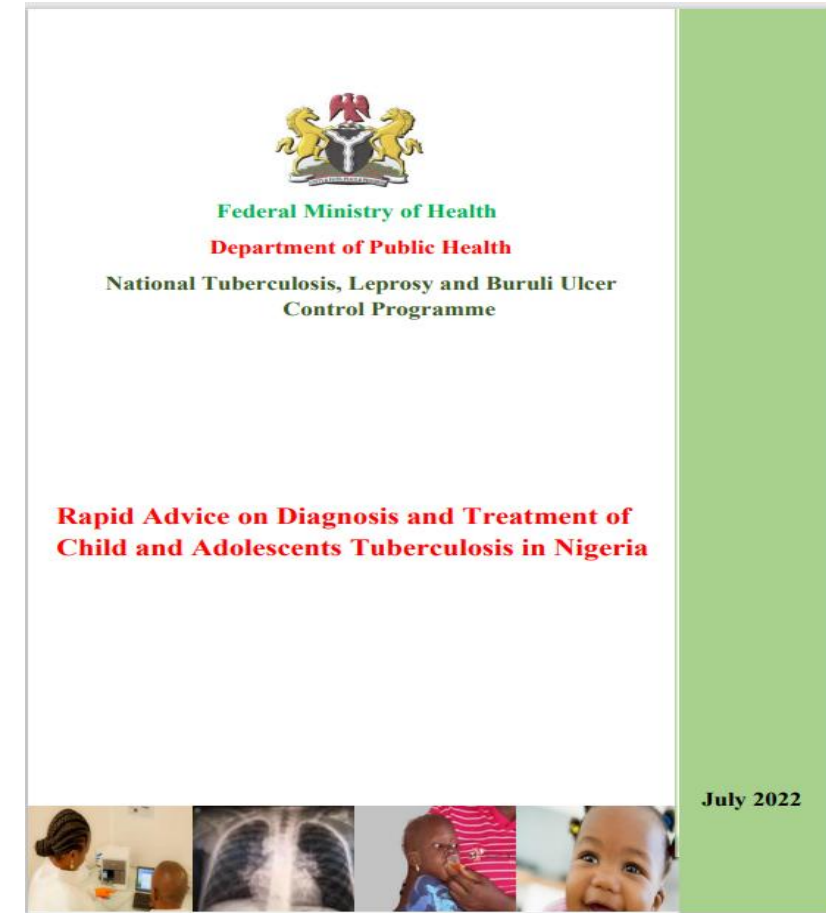 Federal Ministry of Health
Department of Public Health
National Tuberculosis, Leprosy and Buruli Ulcer
Control Programme
Rapid Advice on Diagnosis and Treatment of
Child and Adolescents Tuberculosis in Nigeria
July 2022